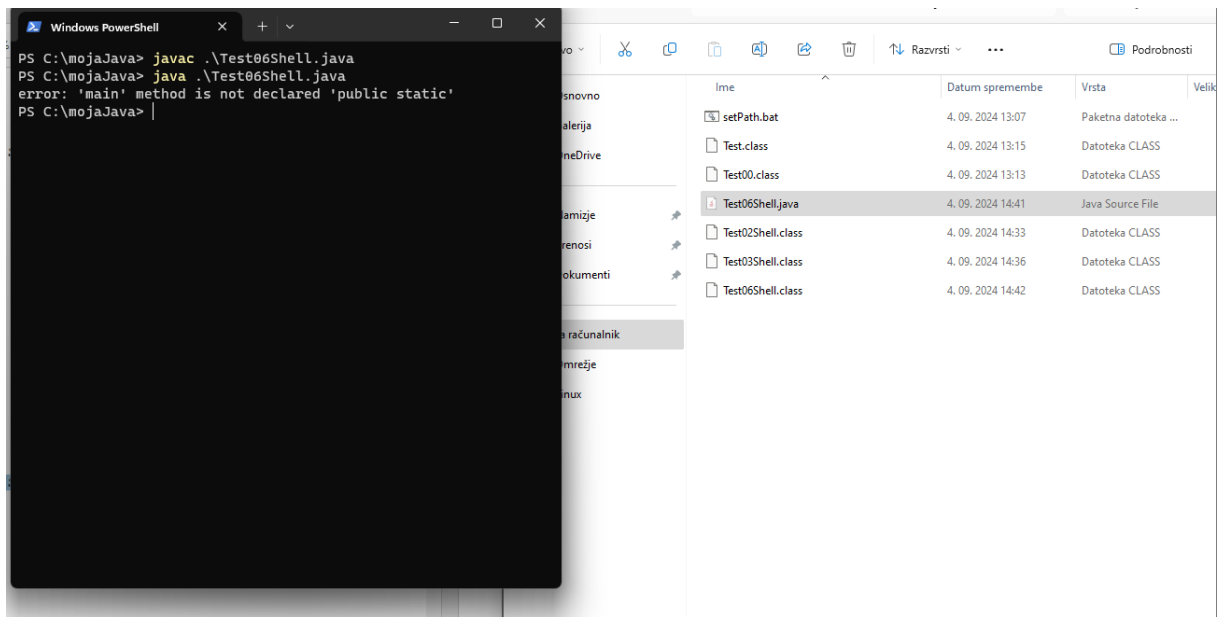 Windows PowerShell
PS C:\mojaJava> javac .\Test06Shell.java
PS C:\mojaJava> java .\Test06Shell.java
error: 'main' method is not declared 'public static'
PS C:\mojaJava>
Razvrsti
Podrobnosti
računalnik
Ime Datum spremembe Vrsta
setPath.bat 4. 09. 2024 13:07 Paketna datoteka ...
Test.class 4. 09. 2024 13:15 Datoteka CLASS
Test00.class 4. 09. 2024 13:13 Datoteka CLASS
Test06Shell.java 4. 09. 2024 14:41 Java Source File
Test02Shell.class 4. 09. 2024 14:33 Datoteka CLASS
Test03Shell.class 4. 09. 2024 14:36 Datoteka CLASS
Test06Shell.class 4. 09. 2024 14:42 Datoteka CLASS